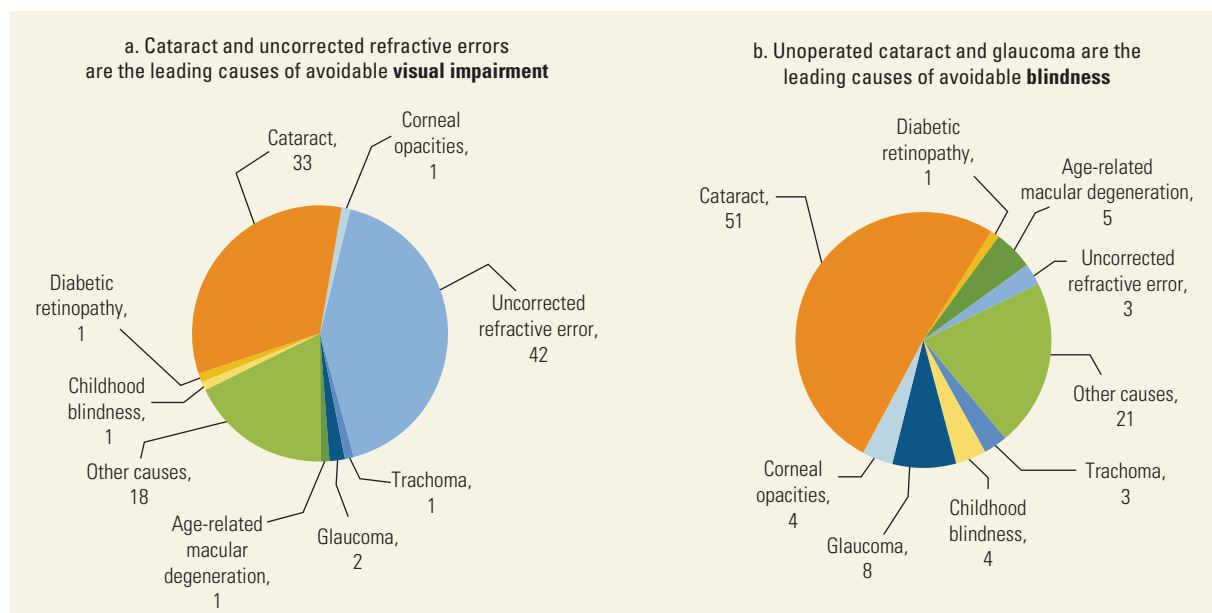 a. Cataract and uncorrected refractive errors
are the leading causes of avoidable visual impairment
Cataract,
33
Corneal
opacities,
1
Uncorrected
refractive error,
42
Trachoma,
1
Glaucoma,
2
Age-related
macular
degeneration,
1
Other causes,
18
Childhood
blindness,
1
Diabetic
retinopathy,
1
b. Unoperated cataract and glaucoma are the
leading causes of avoidable blindness
Cataract,
51
Diabetic
retinopathy,
1
Age-related
macular degeneration,
5
Uncorrected
refractive error,
3
Other causes,
21
Trachoma,
3
Childhood
blindness,
4
Glaucoma,
8
Corneal
opacities,
4